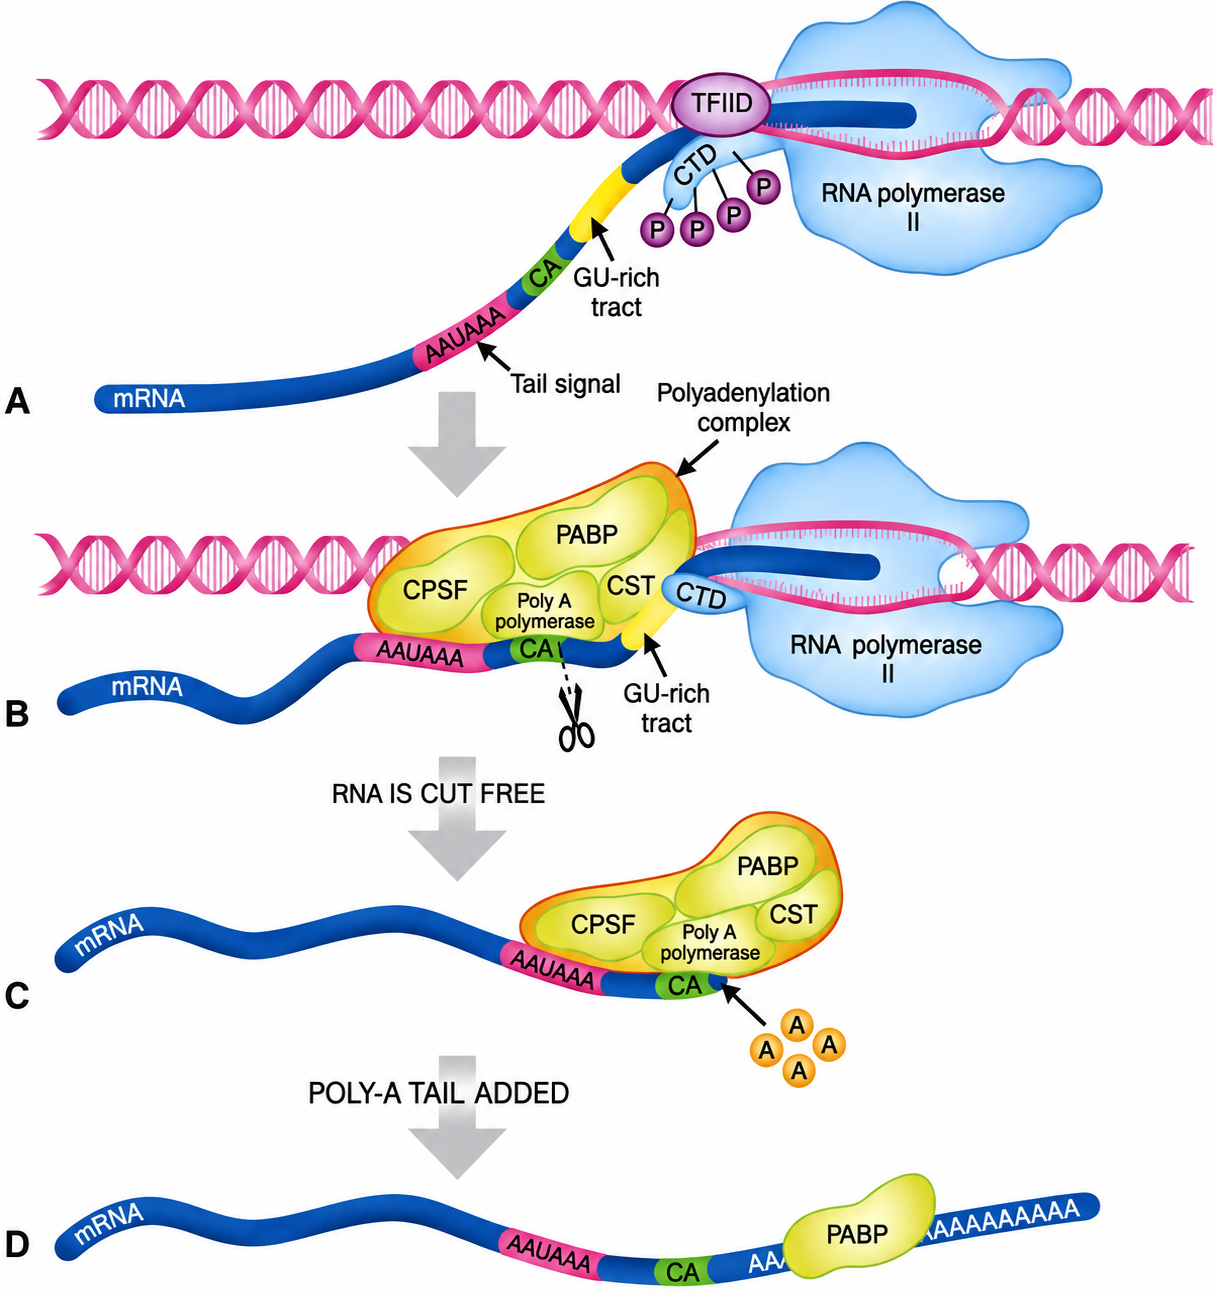 TFIID
CTD
P
P
P
P
RNA polymerase
II
GU-rich
tract
CA
AAUAAA
Tail signal
mRNA
A
Polyadenylation
complex
PABP
CPSF
CST
Poly A
polymerase
CTD
RNA polymerase
II
AAUAAA
CA
mRNA
GU-rich
tract
B
RNA IS CUT FREE
PABP
CPSF
CST
Poly A
polymerase
mRNA
AAUAAA
CA
C
A
A
A
A
POLY-A TAIL ADDED
mRNA
AAUAAA
CA
AAA
PABP
AAAAAAAAAA
D